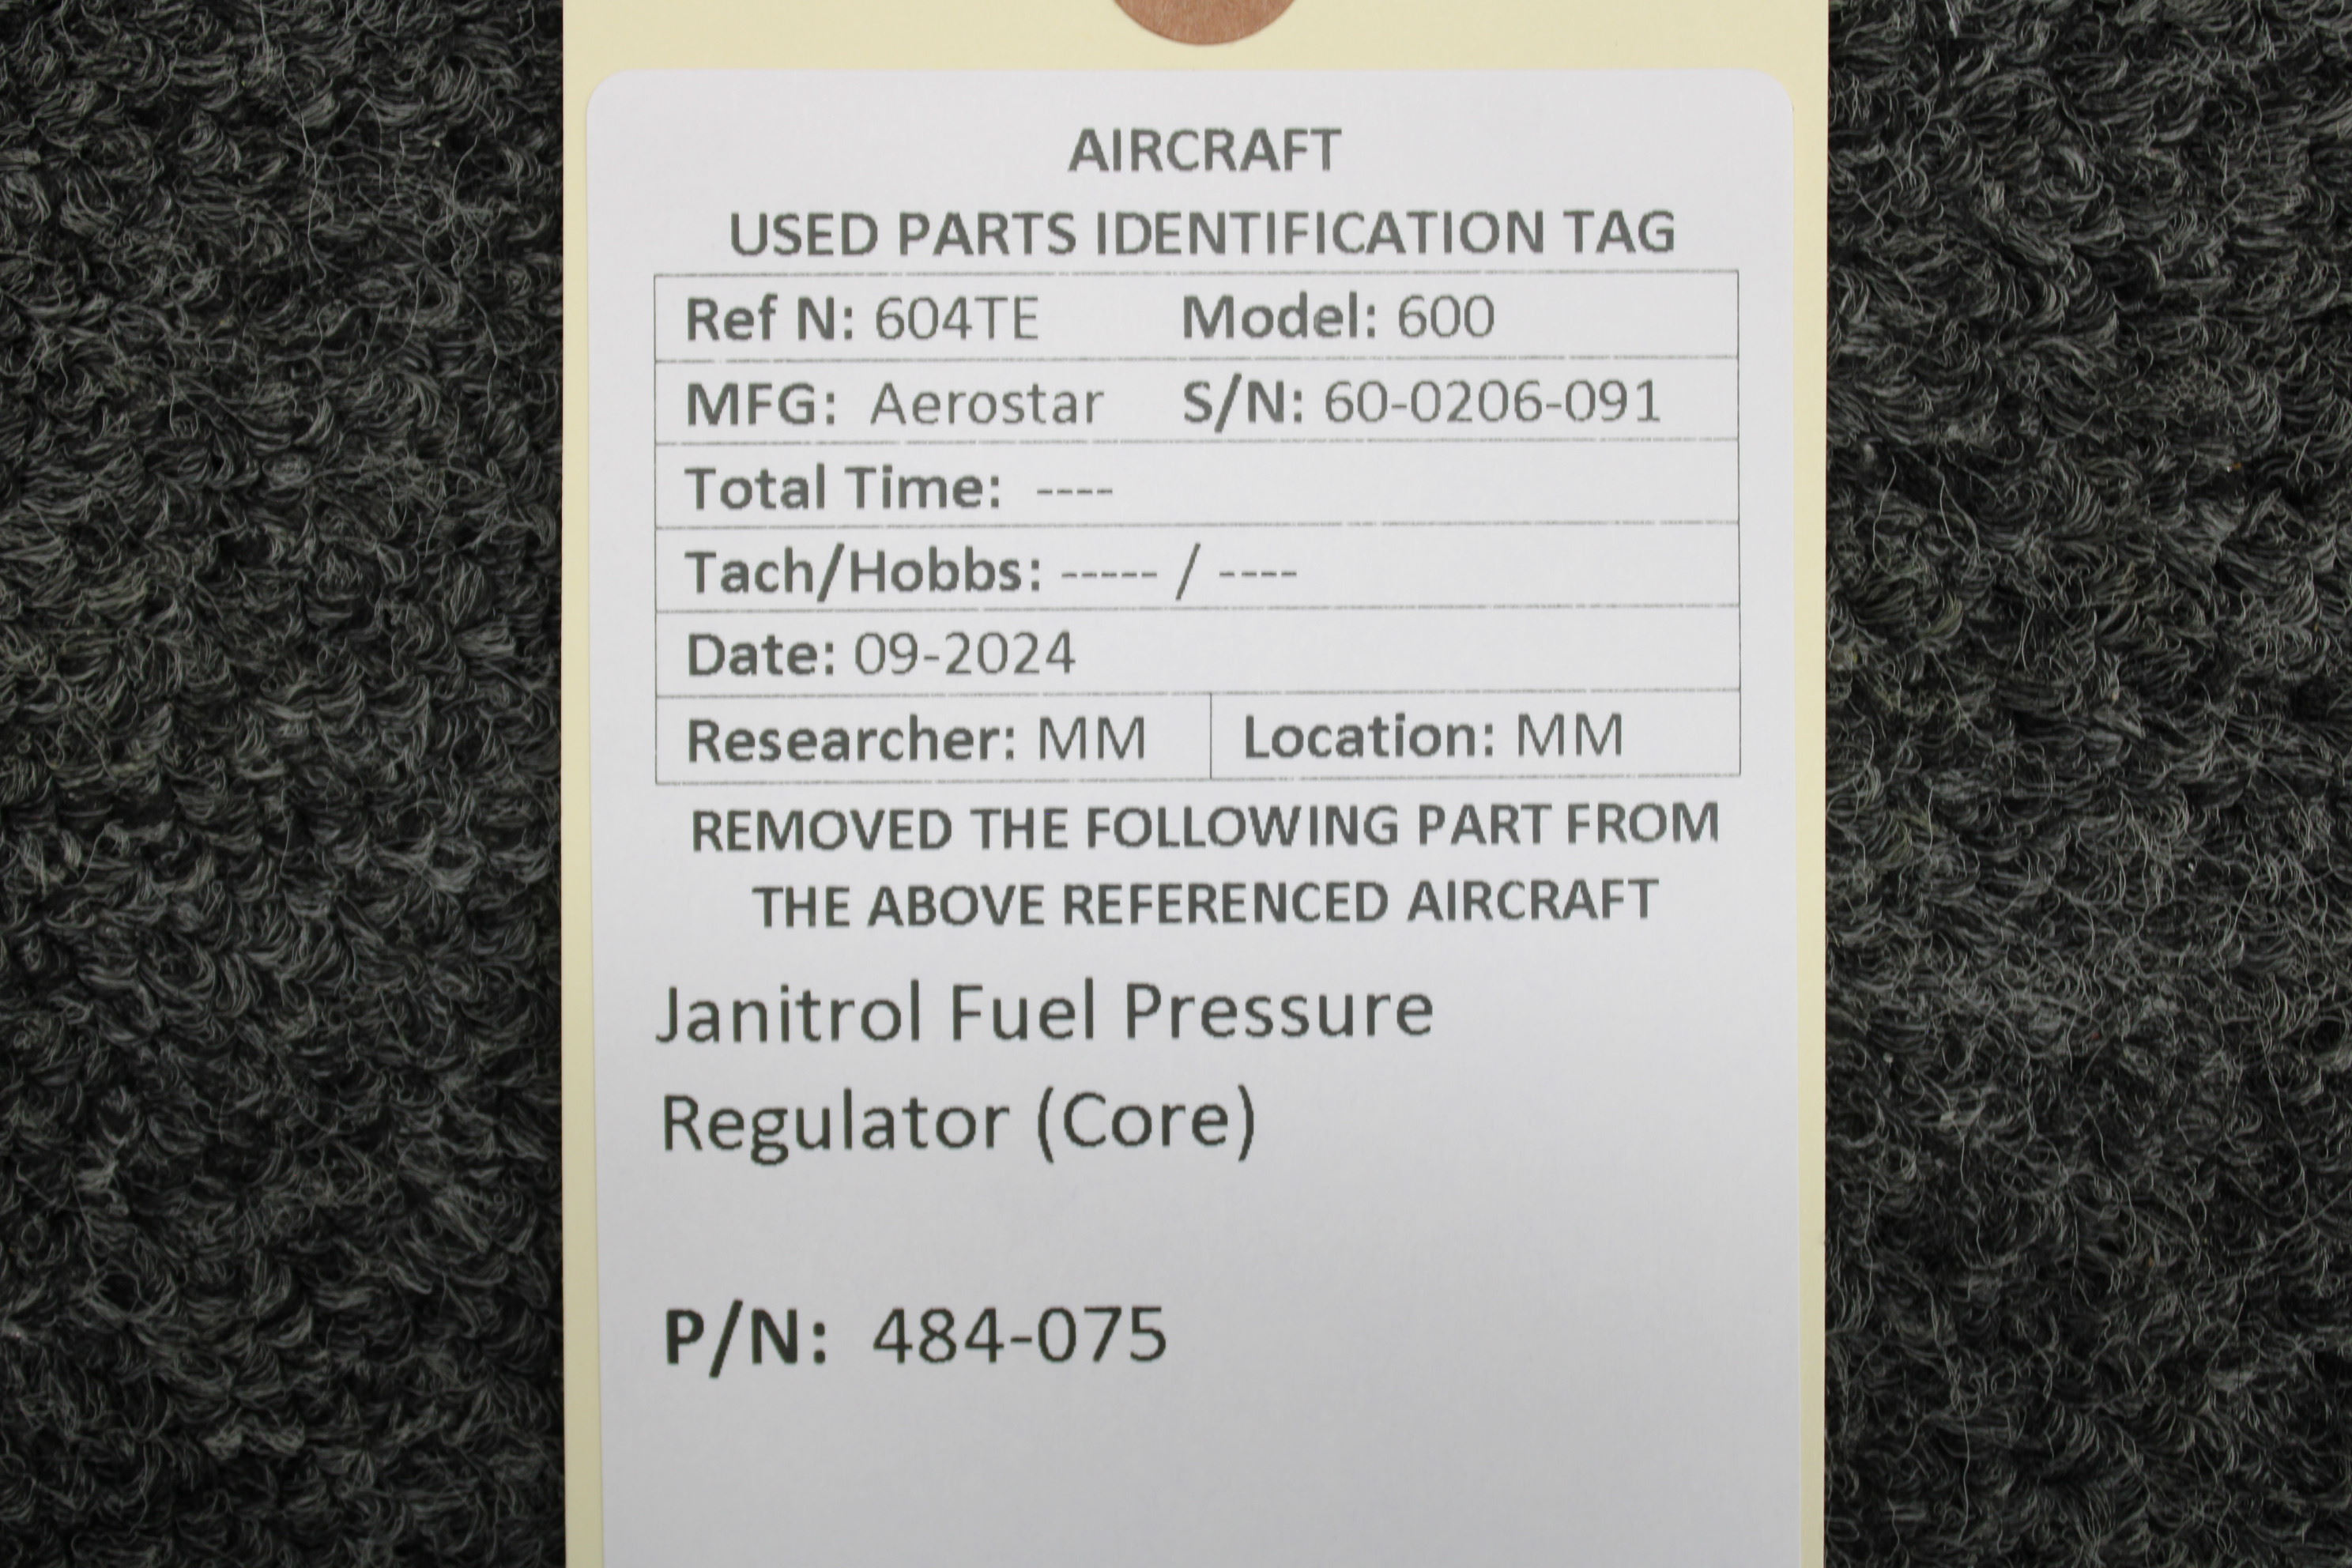 AIRCRAFT
USED PARTS IDENTIFICATION TAG
Ref N: 604TE Model: 600
MFG: Aerostar S/N: 60-0206-091
Total Time: ----
Tach/Hobbs: ----- / ----
Date: 09-2024
Researcher: MM Location: MM
REMOVED THE FOLLOWING PART FROM
THE ABOVE REFERENCED AIRCRAFT
Janitrol Fuel Pressure
Regulator (Core)
P/N: 484-075